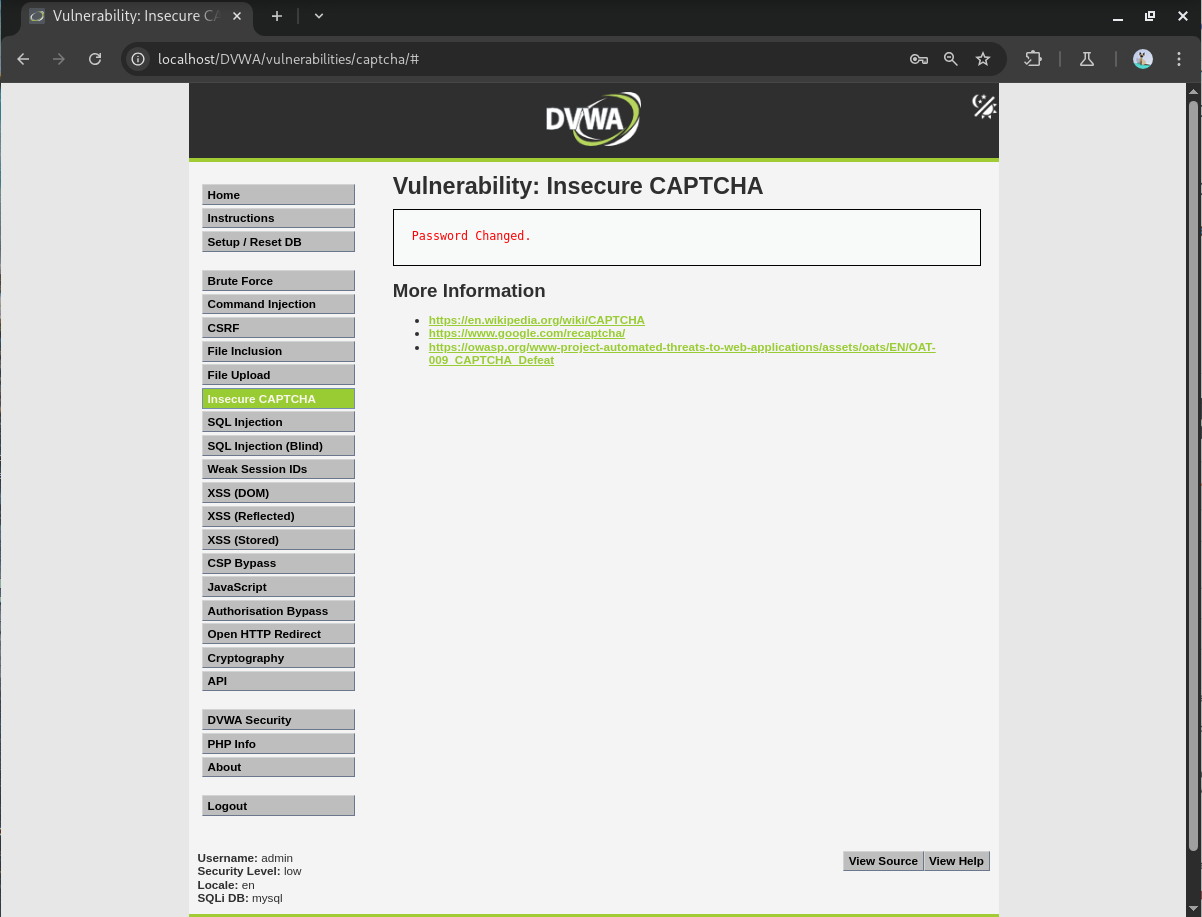 Vulnerability: Insecure CA
localhost/DVWA/vulnerabilities/captcha/#
DVWA
Home
Instructions
Setup / Reset DB
Brute Force
Command Injection
CSRF
File Inclusion
File Upload
Insecure CAPTCHA
SQL Injection
SQL Injection (Blind)
Weak Session IDs
XSS (DOM)
XSS (Reflected)
XSS (Stored)
CSP Bypass
JavaScript
Authorisation Bypass
Open HTTP Redirect
Cryptography
API
DVWA Security
PHP Info
About
Logout
Vulnerability: Insecure CAPTCHA
Password Changed.
More Information
https://en.wikipedia.org/wiki/CAPTCHA
https://www.google.com/recaptcha/
https://owasp.org/www-project-automated-threats-to-web-applications/assets/oats/EN/OAT-
009_CAPTCHA_Defeat
Username: admin
Security Level: low
Locale: en
SQLi DB: mysql
View Source View Help